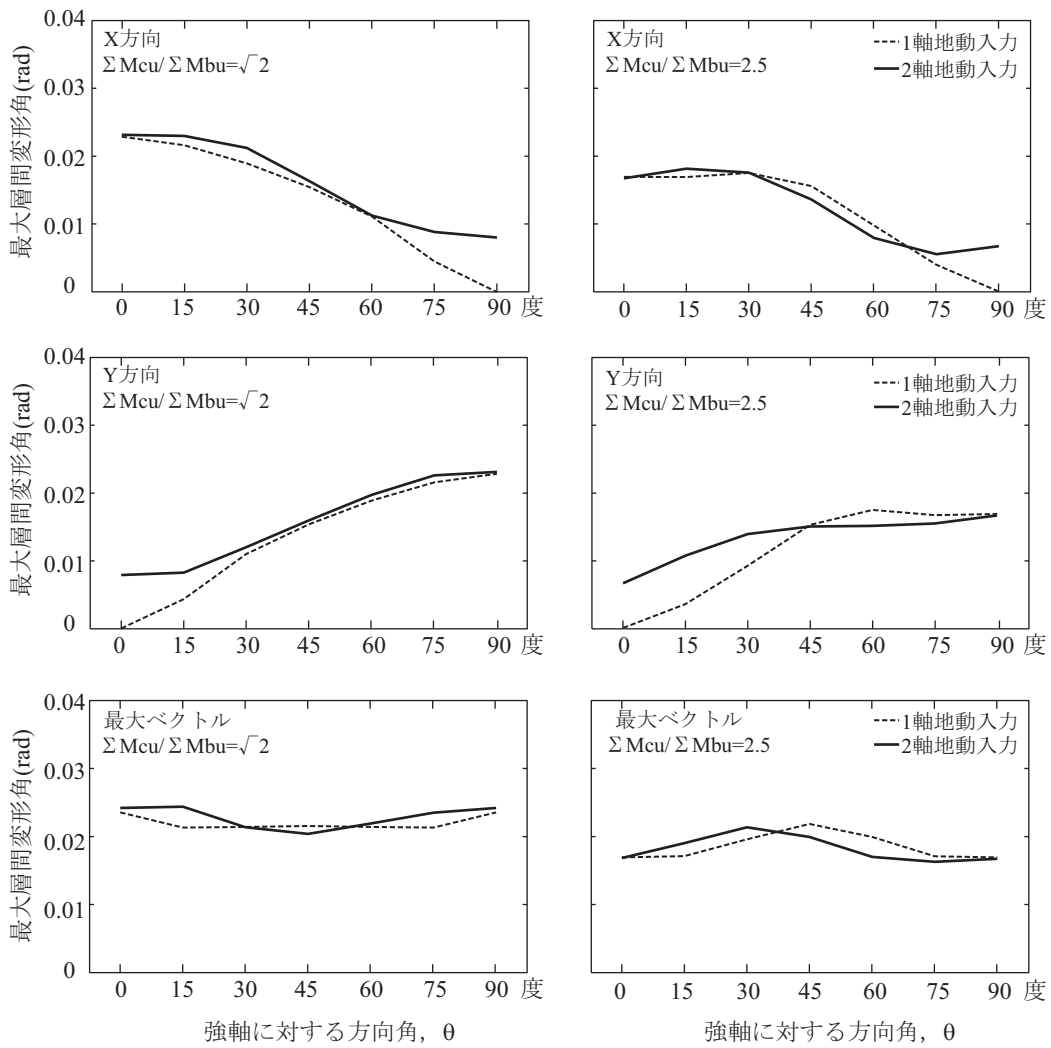 最大層間変形角(rad)
0.04
0.03
0.02
0.01
0
X方向
ΣMcu/ΣMbu=√2
0 15 30 45 60 75 90 度
X方向
ΣMcu/ΣMbu=2.5
1軸地動入力
2軸地動入力
0 15 30 45 60 75 90 度
最大層間変形角(rad)
0.04
0.03
0.02
0.01
0
Y方向
ΣMcu/ΣMbu=√2
0 15 30 45 60 75 90 度
Y方向
ΣMcu/ΣMbu=2.5
1軸地動入力
2軸地動入力
0 15 30 45 60 75 90 度
最大層間変形角(rad)
0.04
0.03
0.02
0.01
0
最大ベクトル
ΣMcu/ΣMbu=√2
0 15 30 45 60 75 90 度
強軸に対する方向角，θ
最大ベクトル
ΣMcu/ΣMbu=2.5
1軸地動入力
2軸地動入力
0 15 30 45 60 75 90 度
強軸に対する方向角，θ